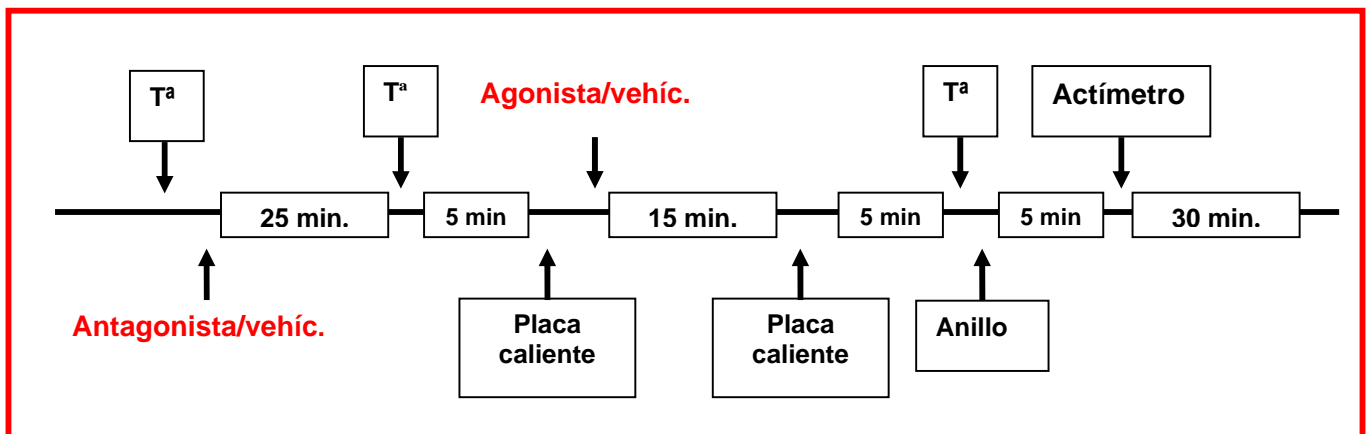 Tª
Tª
Agonista/vehíc.
Tª
Actímetro
25 min.
5 min
15 min.
5 min
5 min
30 min.
Antagonista/vehíc.
Placa
caliente
Placa
caliente
Anillo